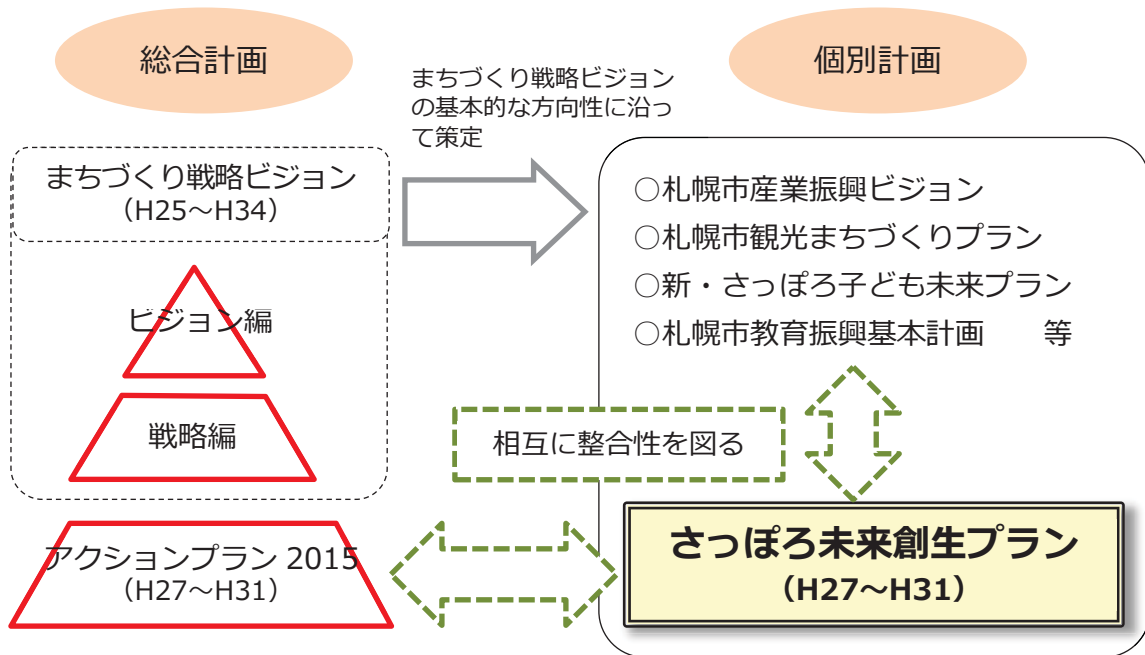 総合計画
個別計画
まちづくり戦略ビジョン
の基本的な方向性に沿っ
て策定
まちづくり戦略ビジョン
（H25～H34）
ビジョン編
戦略編
アクションプラン 2015
（H27～H31）
○札幌市産業振興ビジョン
○札幌市観光まちづくりプラン
○新・さっぽろ子ども未来プラン
○札幌市教育振興基本計画　　等
相互に整合性を図る
さっぽろ未来創生プラン
（H27～H31）